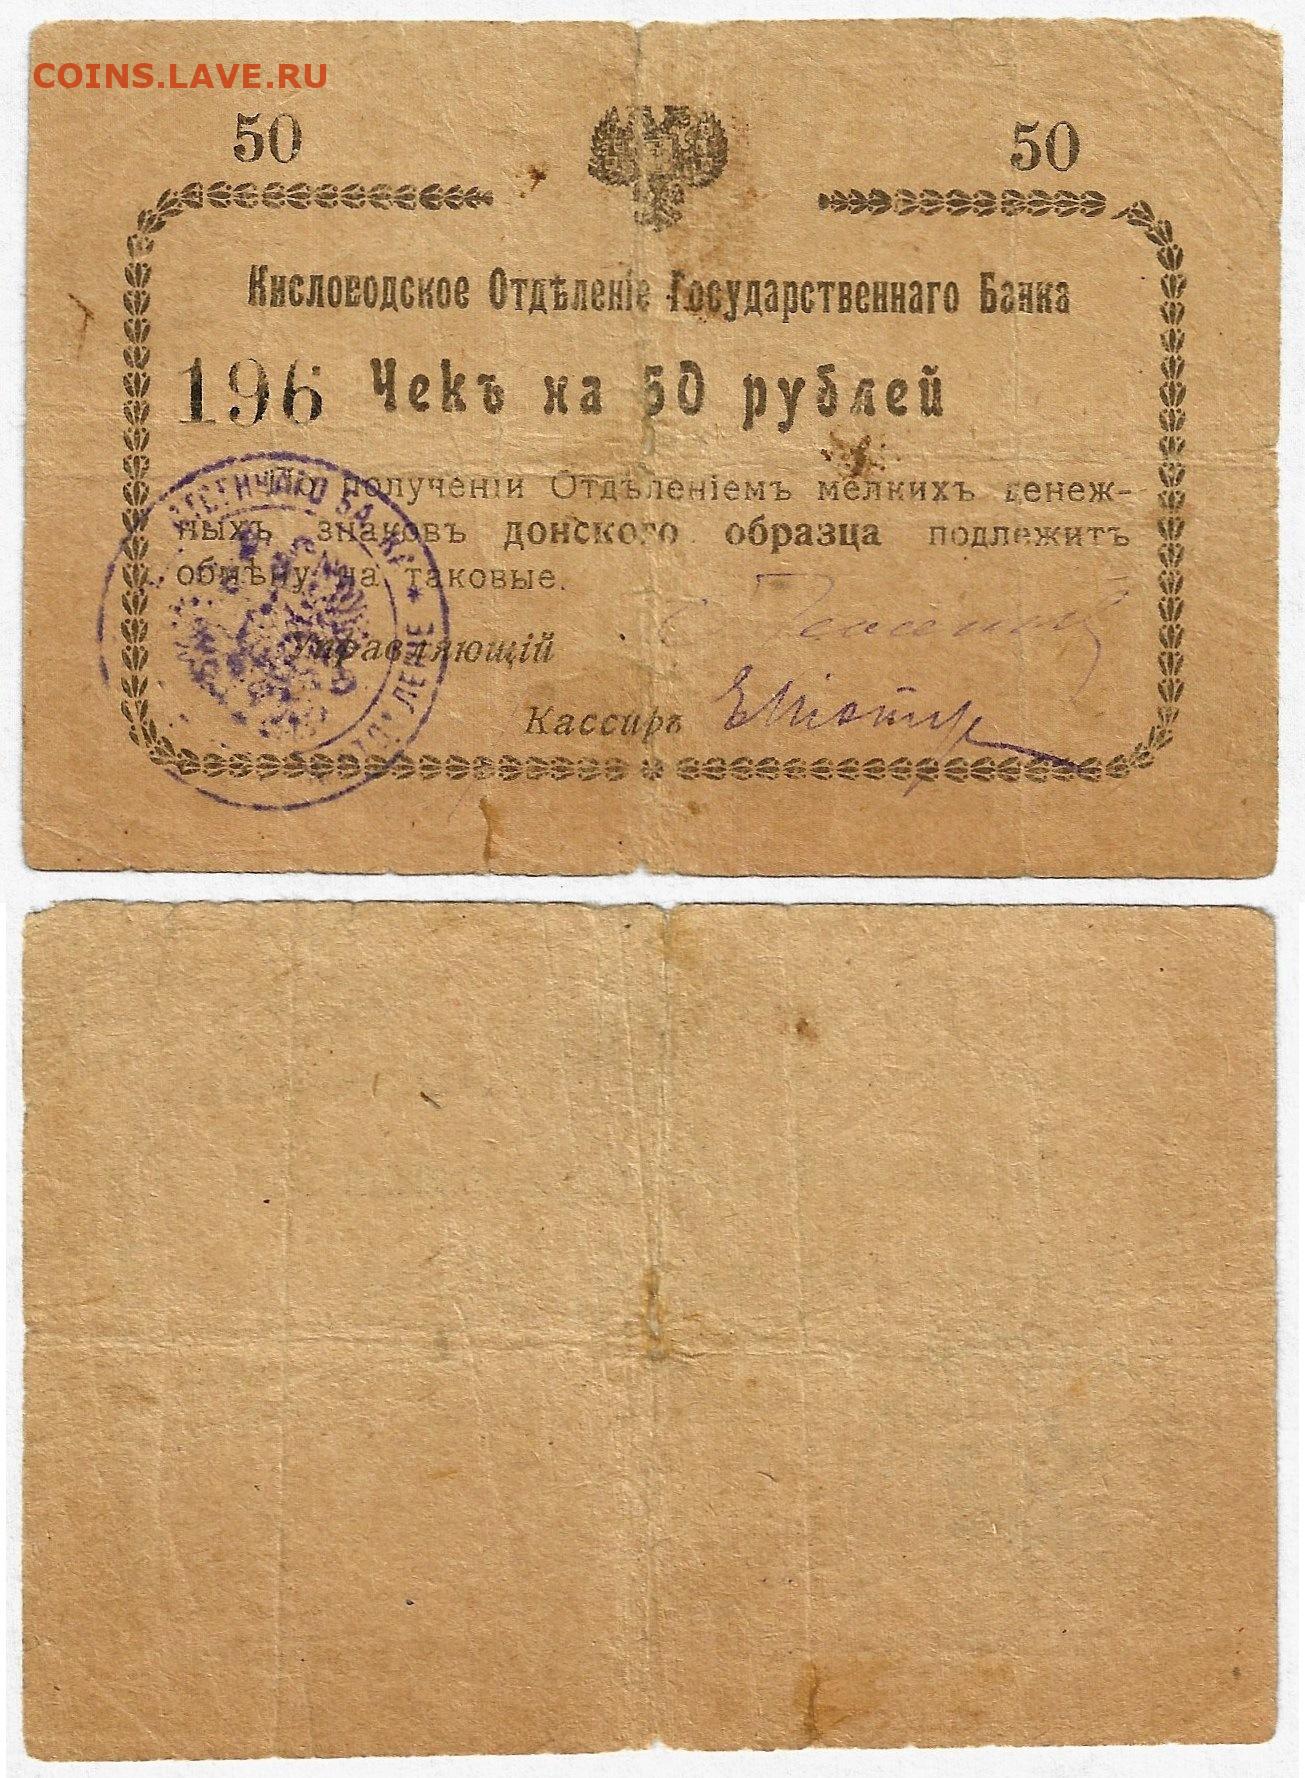 COINS.LAVE.RU
50 50
Кисловодское Отдѣленіе Государственнаго Банка
196 Чекъ на 50 рублей
По полученіи Отдѣленіемъ мелкихъ денеж-
ныхъ знаковъ донского образца подлежитъ
обмѣну на таковые.
Управляющій
Кассиръ